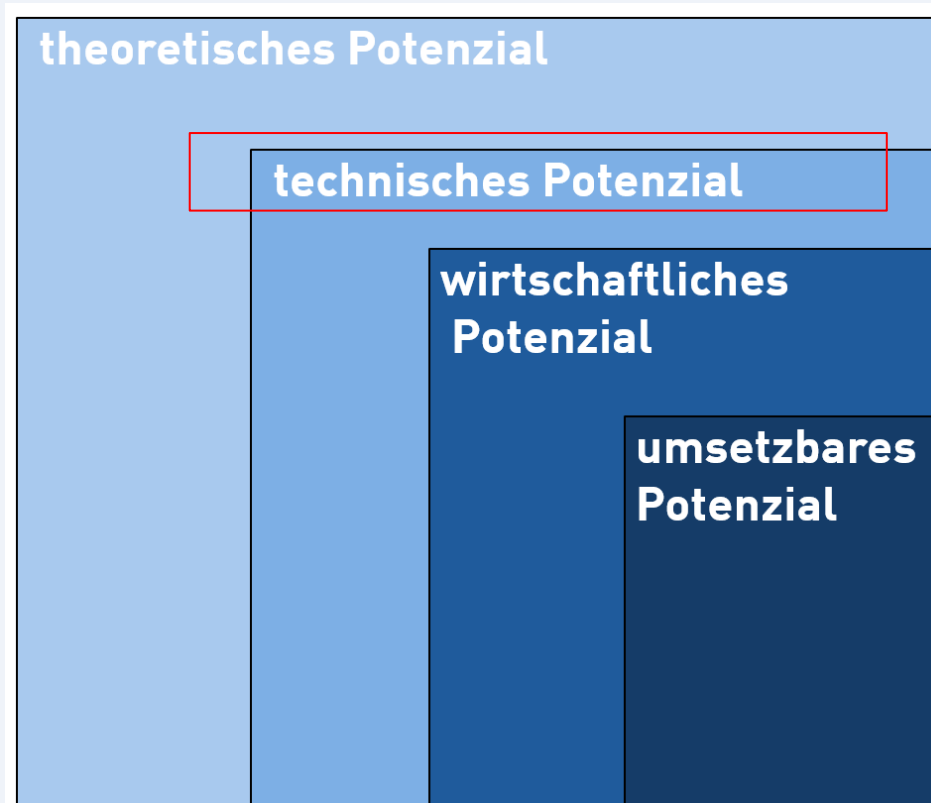 theoretisches Potenzial
technisches Potenzial
wirtschaftliches
Potenzial
umsetzbares
Potenzial